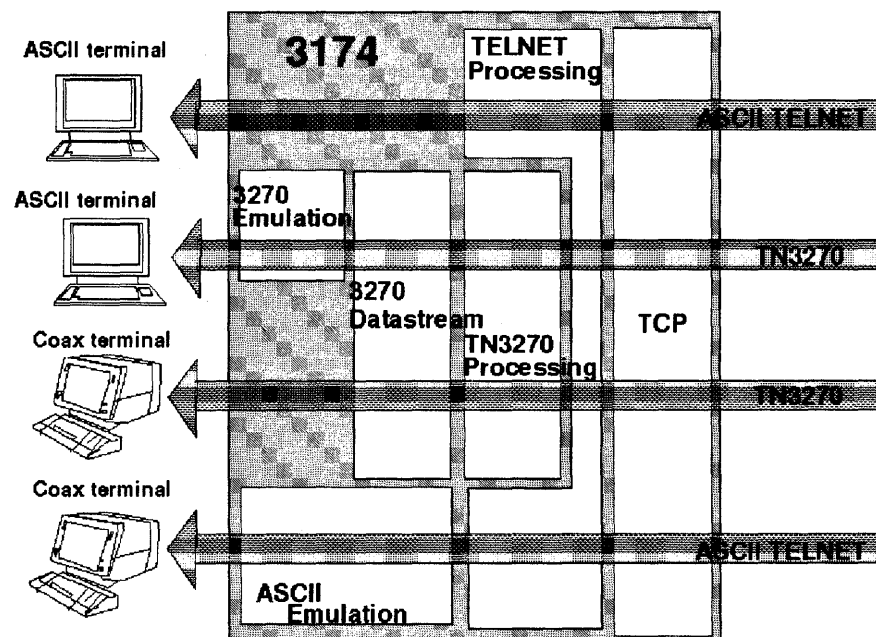 ASCII terminal
3174
TELNET
Processing
ASCII TELNET
ASCII terminal
3270
Emulation
TN3270
3270
Datastream
Coax terminal
TN3270
Processing
TCP
TN3270
Coax terminal
ASCII TELNET
ASCII
Emulation